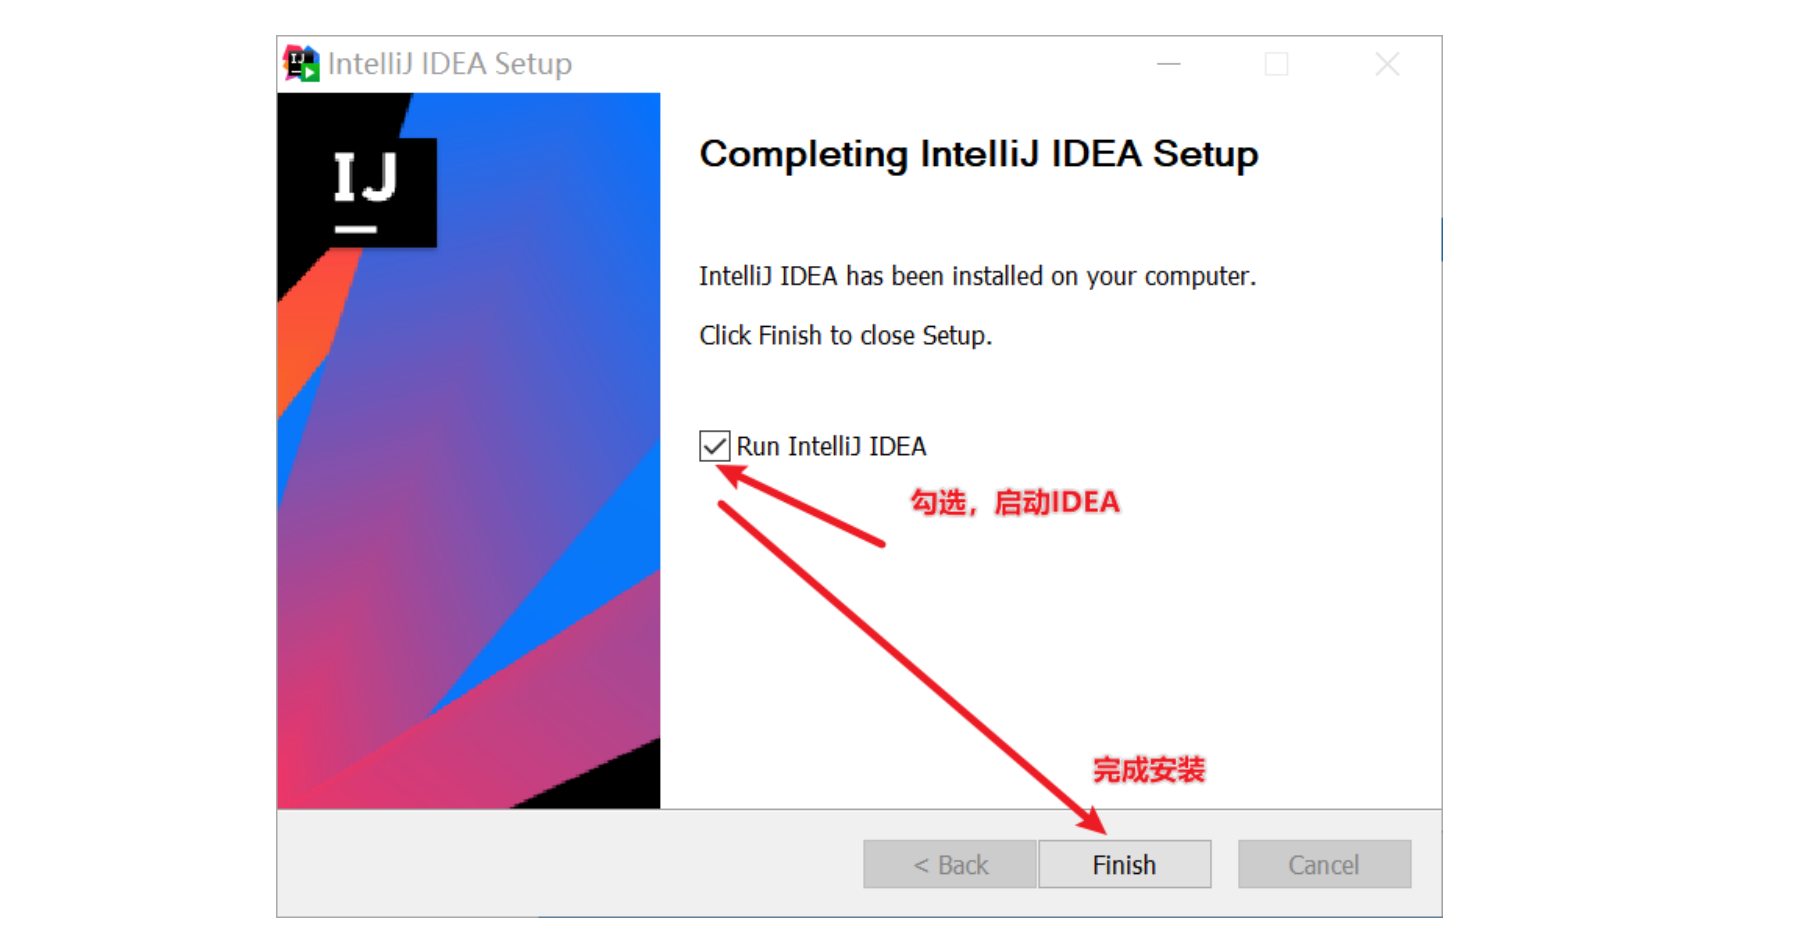 IntelliJ IDEA Setup
IJ
Completing IntelliJ IDEA Setup
IntelliJ IDEA has been installed on your computer.
Click Finish to close Setup.
Run IntelliJ IDEA
勾选，启动IDEA
完成安装
< Back
Finish
Cancel